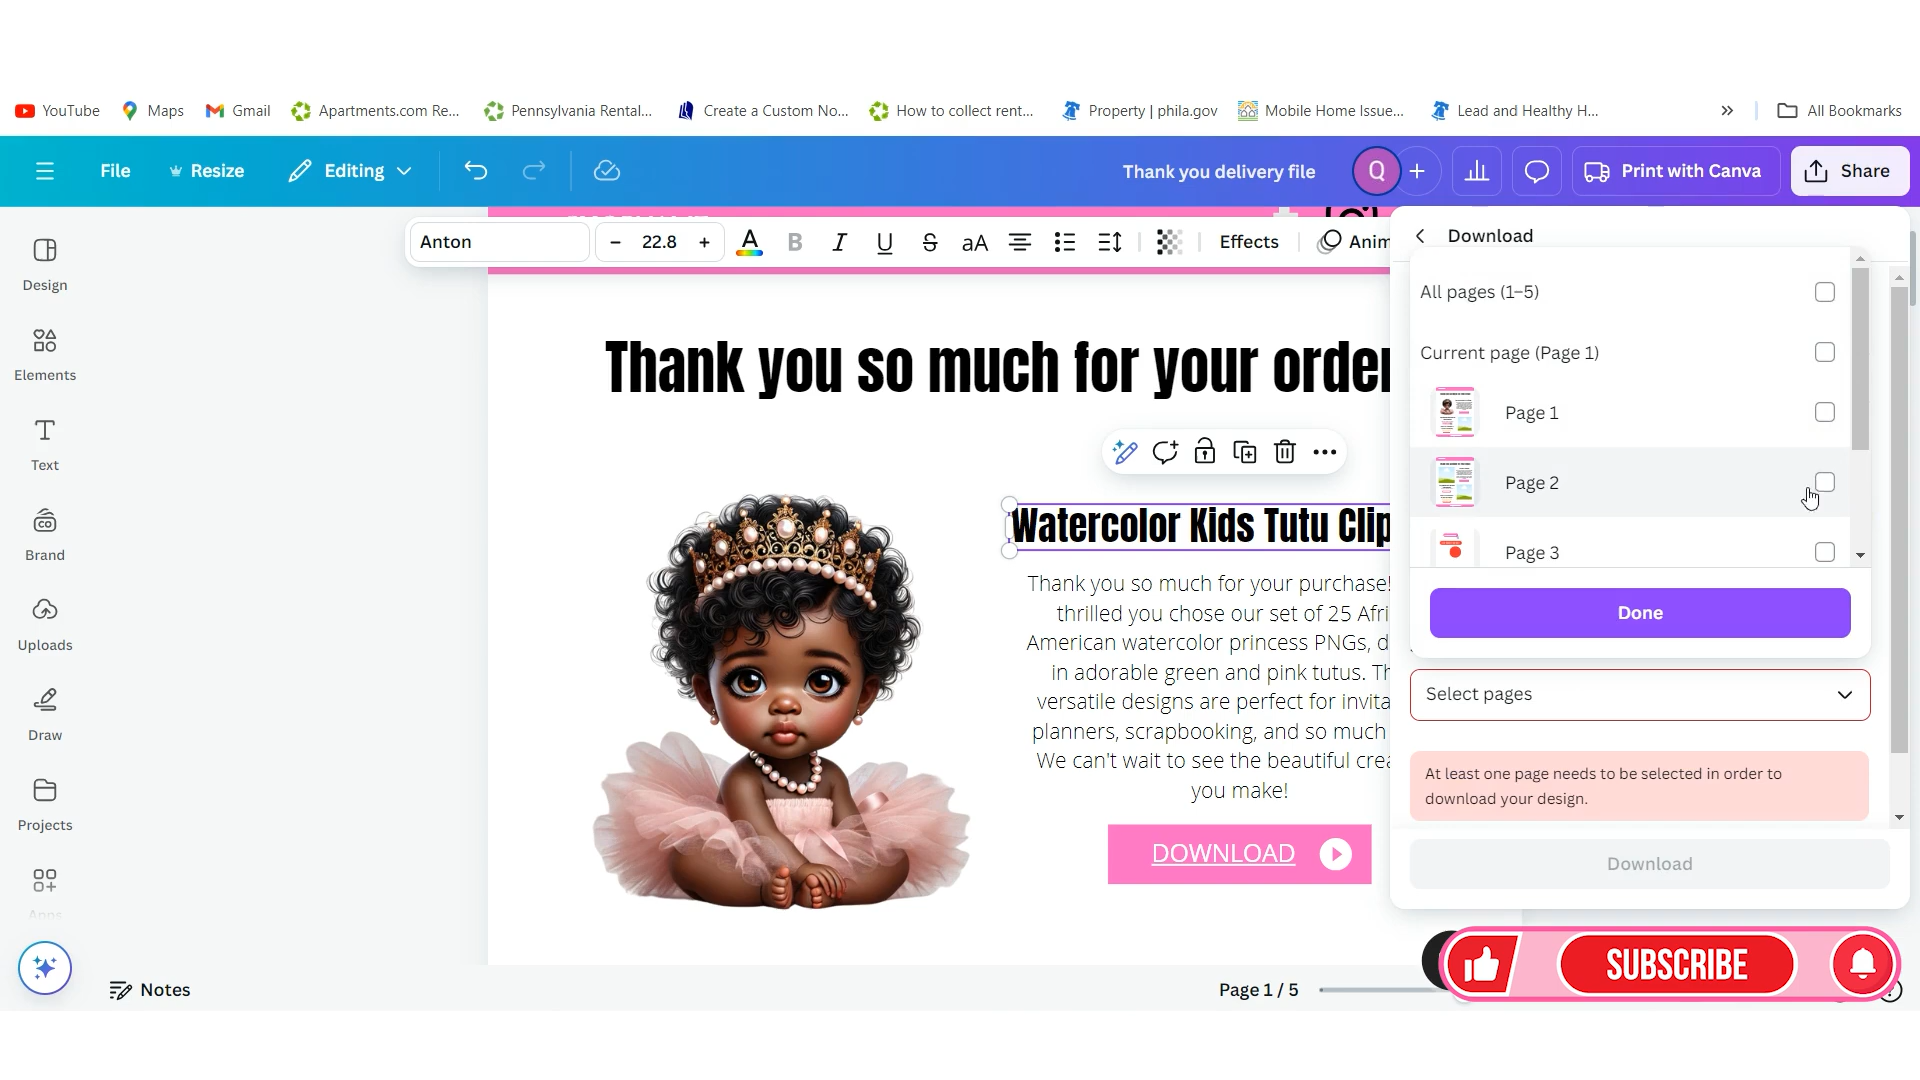 YouTube Maps Gmail Apartments.com Re... Pennsylvania Rental... Create a Custom No... How to collect rent... Property | phila.gov Mobile Home Issue... Lead and Healthy H... » All Bookmarks
File Resize Editing Thank you delivery file Q + Print with Canva Share
Anton − 22.8 + A B I U S aA Effects Anim
Download
All pages (1–5)
Current page (Page 1)
Page 1
Page 2
Page 3
Done
Select pages
At least one page needs to be selected in order to
download your design.
Download
Design
Elements
Text
Brand
Uploads
Draw
Projects
Apps
Thank you so much for your order
Watercolor Kids Tutu Clip
Thank you so much for your purchase!
thrilled you chose our set of 25 Afri
American watercolor princess PNGs, d
in adorable green and pink tutus. Th
versatile designs are perfect for invita
planners, scrapbooking, and so much
We can't wait to see the beautiful crea
you make!
DOWNLOAD
Notes
Page 1 / 5
SUBSCRIBE